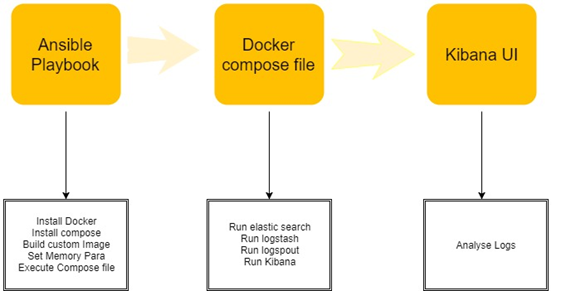 Ansible
Playbook
Docker
compose file
Kibana UI
Install Docker
Install compose
Build custom Image
Set Memory Para
Execute Compose file
Run elastic search
Run logstash
Run logspout
Run Kibana
Analyse Logs